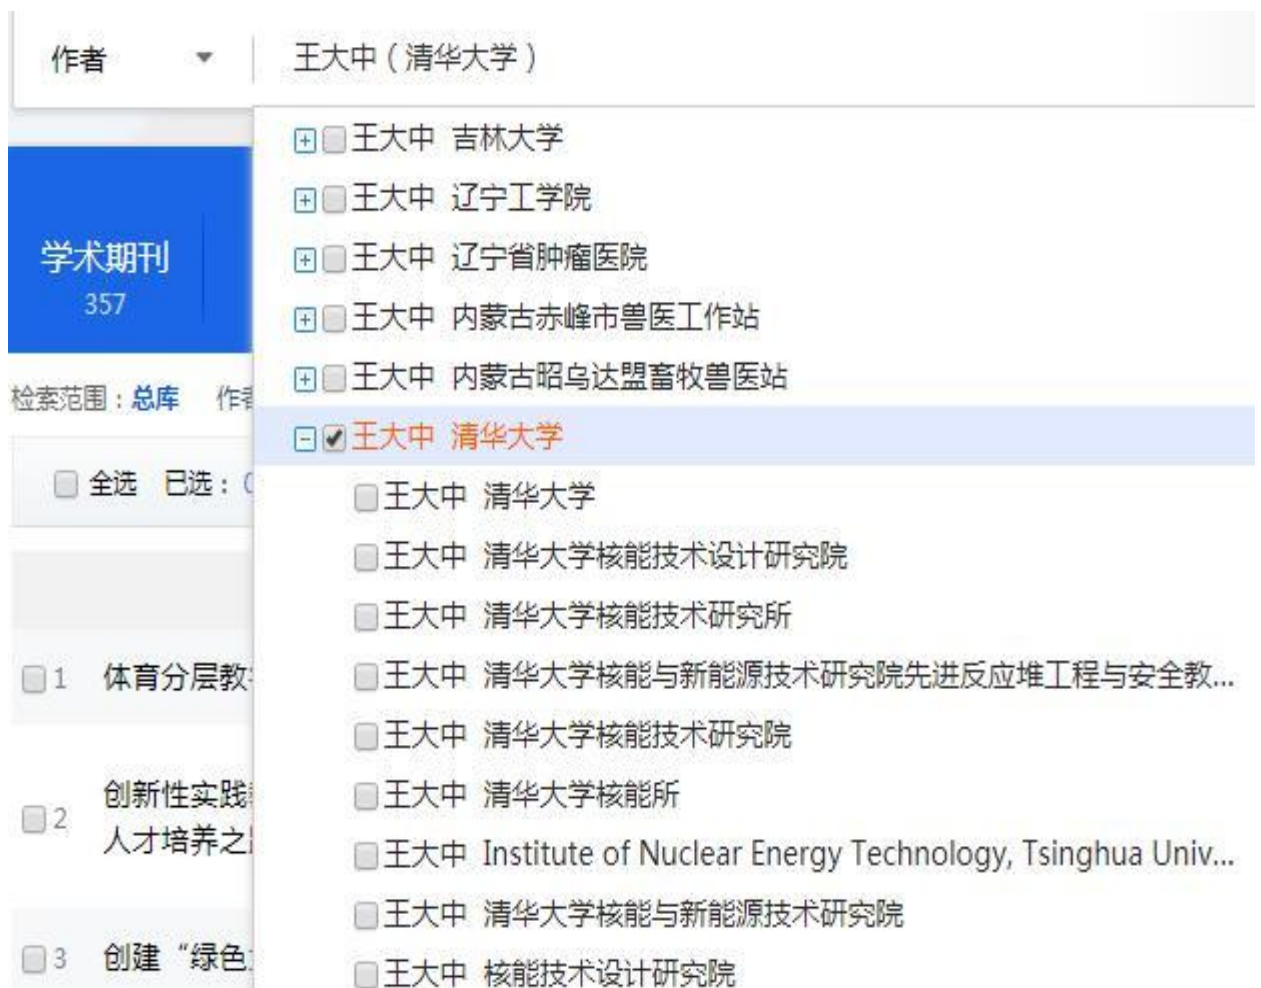 作者
王大中（清华大学）
王大中 吉林大学
王大中 辽宁工学院
王大中 辽宁省肿瘤医院
王大中 内蒙古赤峰市兽医工作站
王大中 内蒙古昭乌达盟畜牧兽医站
王大中 清华大学
王大中 清华大学
王大中 清华大学核能技术设计研究院
王大中 清华大学核能技术研究所
王大中 清华大学核能与新能源技术研究院先进反应堆工程与安全教...
王大中 清华大学核能技术研究院
王大中 清华大学核能所
王大中 Institute of Nuclear Energy Technology, Tsinghua Univ...
王大中 清华大学核能与新能源技术研究院
王大中 核能技术设计研究院
学术期刊
357
检索范围：总库 作者
全选 已选：
1 体育分层教
2 创新性实践
人才培养之
3 创建“绿色